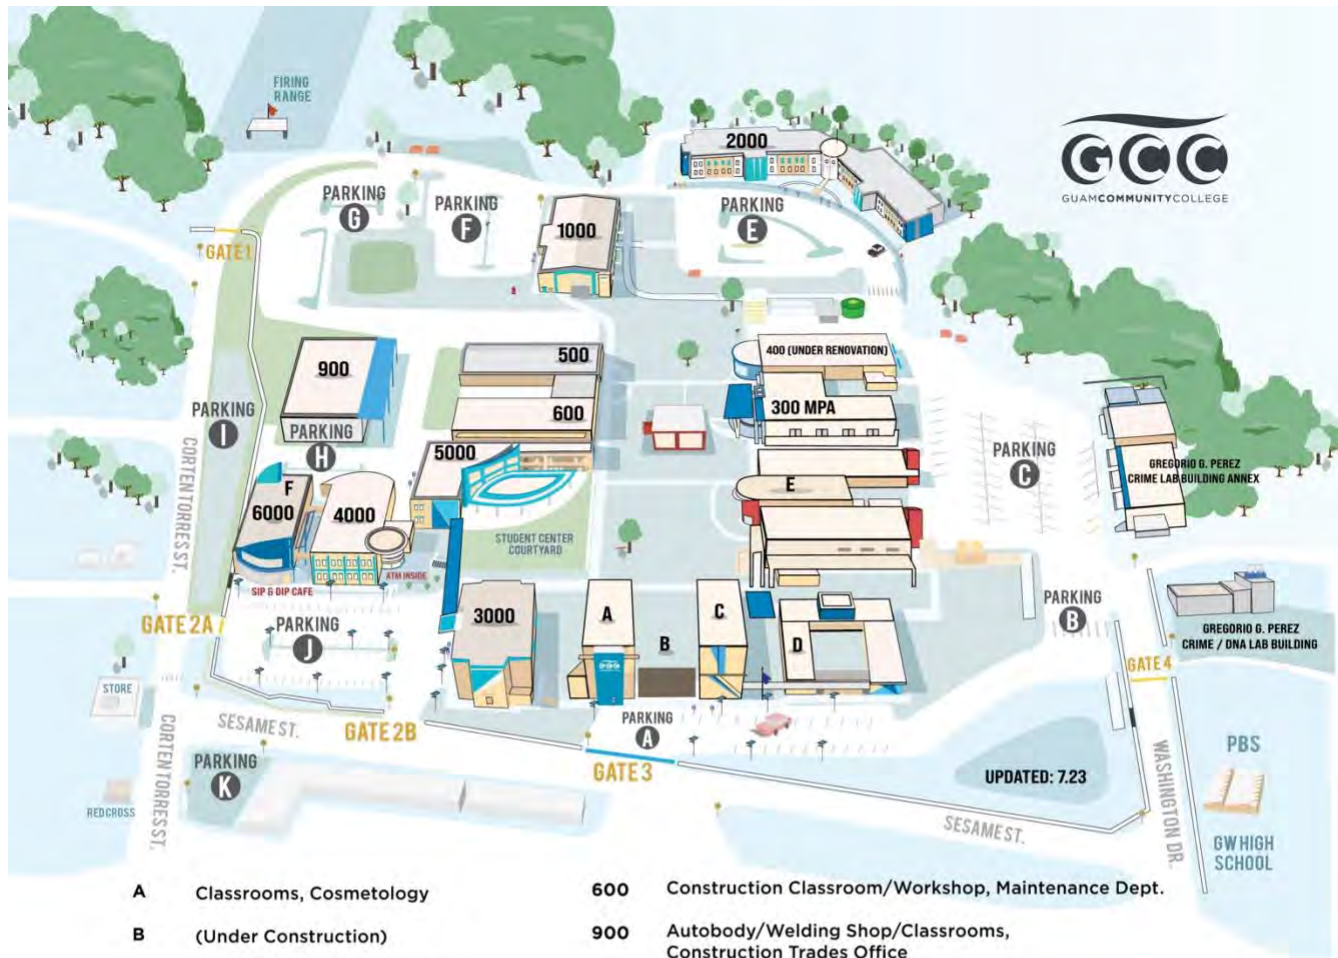 FIRING
RANGE
2000
GCC
GUAMCOMMUNITYCOLLEGE
PARKING
G
PARKING
F
PARKING
E
1000
GATE 1
900
500
400 (UNDER RENOVATION)
600
300 MPA
PARKING
I
PARKING
H
5000
PARKING
C
GREGORIO G. PEREZ
CRIME LAB BUILDING ANNEX
CORTEN TORRES ST.
F
6000
4000
E
STUDENT CENTER
COURTYARD
ATM INSIDE
SIP & DIP CAFE
GATE 2A
PARKING
J
3000
A
B
C
D
PARKING
B
GREGORIO G. PEREZ
CRIME / DNA LAB BUILDING
GATE 4
STORE
SESAME ST.
GATE 2B
PARKING
A
GATE 3
CORTEN TORRES ST.
PARKING
K
RED CROSS
UPDATED: 7.23
SESAME ST.
WASHINGTON DR.
PBS
GW HIGH
SCHOOL
A Classrooms, Cosmetology
B (Under Construction)
600 Construction Classroom/Workshop, Maintenance Dept.
900 Autobody/Welding Shop/Classrooms,
Construction Trades Office